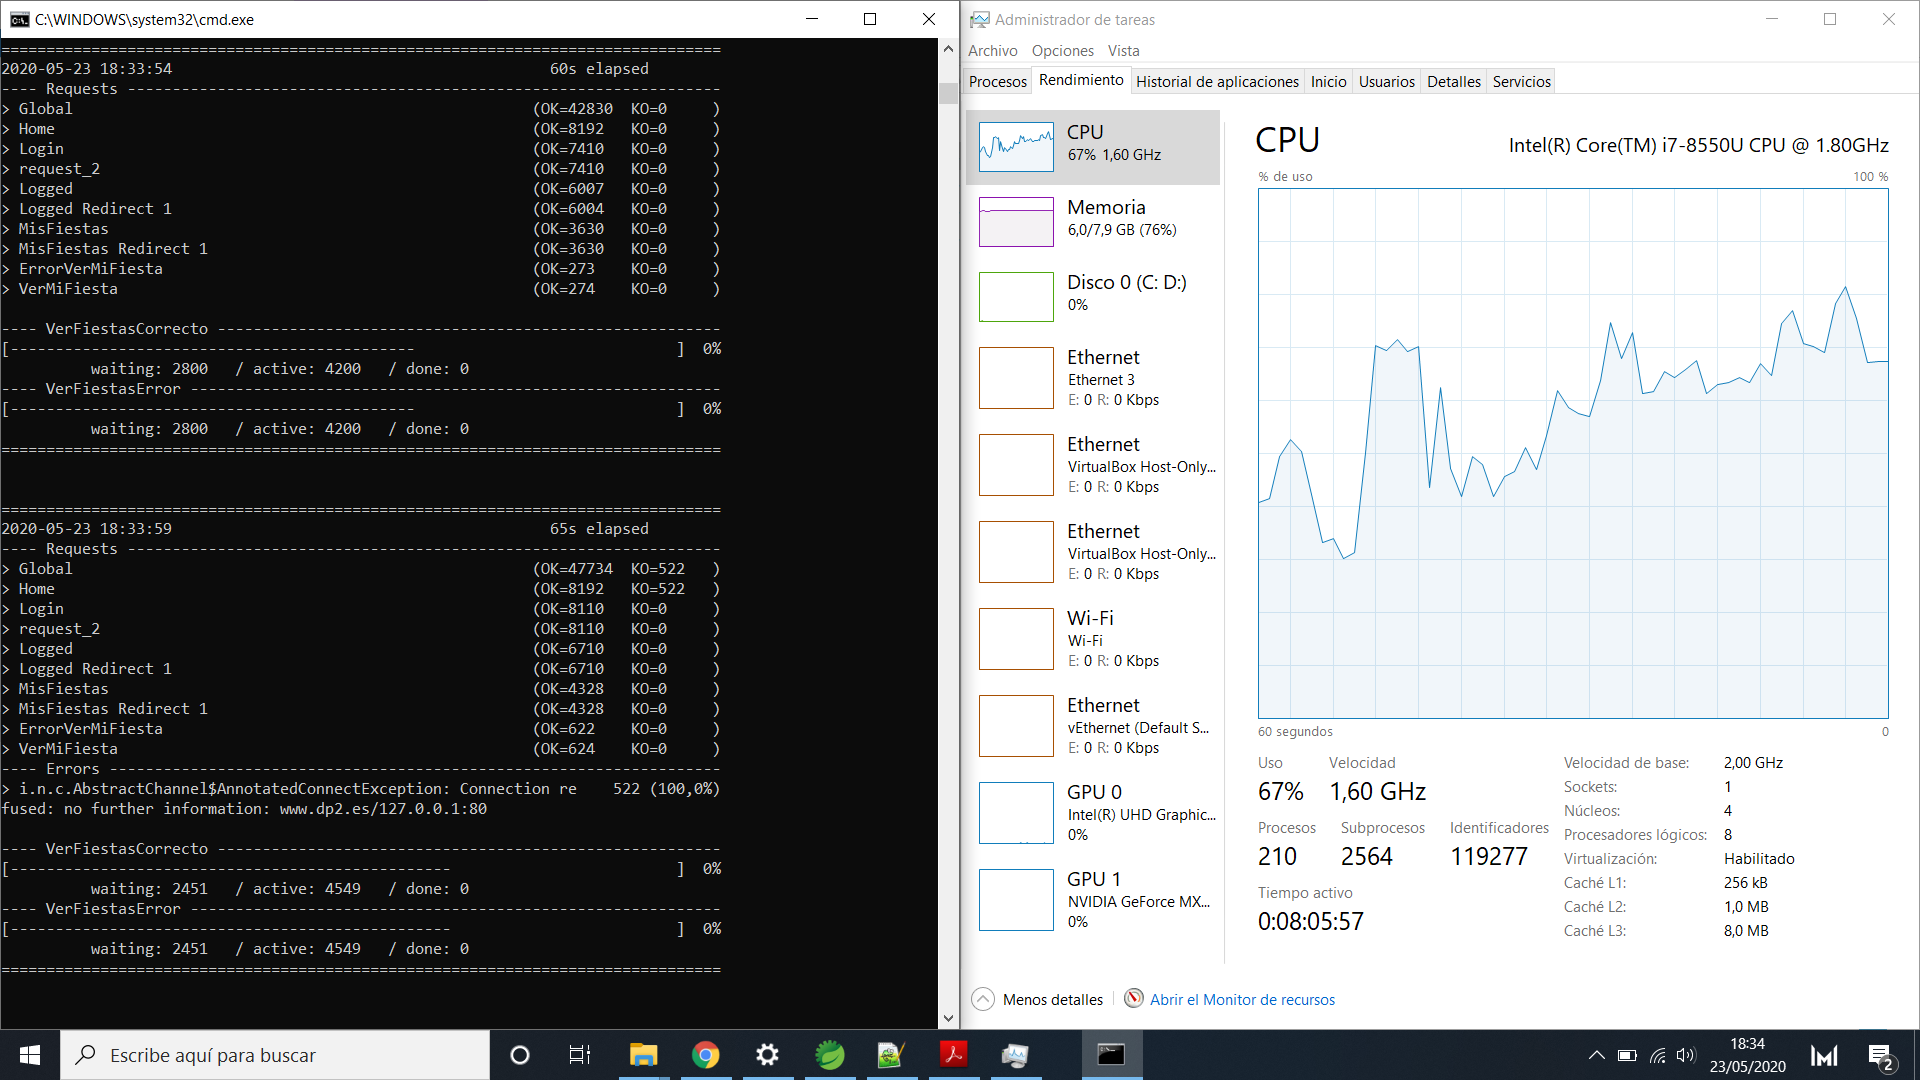 C:\WINDOWS\system32\cmd.exe
================================================================================
2020-05-23 18:33:54                                          60s elapsed
---- Requests ------------------------------------------------------------------
> Global                                                   (OK=42830  KO=0     )
> Home                                                     (OK=8192   KO=0     )
> Login                                                    (OK=7410   KO=0     )
> request_2                                                (OK=7410   KO=0     )
> Logged                                                   (OK=6007   KO=0     )
> Logged Redirect 1                                        (OK=6004   KO=0     )
> MisFiestas                                               (OK=3630   KO=0     )
> MisFiestas Redirect 1                                    (OK=3630   KO=0     )
> ErrorVerMiFiesta                                         (OK=273    KO=0     )
> VerMiFiesta                                              (OK=274    KO=0     )
---- VerFiestasCorrecto --------------------------------------------------------
[---------------------------------------------                             ]  0%
          waiting: 2800   / active: 4200   / done: 0
---- VerFiestasError -----------------------------------------------------------
[---------------------------------------------                             ]  0%
          waiting: 2800   / active: 4200   / done: 0
================================================================================
================================================================================
2020-05-23 18:33:59                                          65s elapsed
---- Requests ------------------------------------------------------------------
> Global                                                   (OK=47734  KO=522   )
> Home                                                     (OK=8192   KO=522   )
> Login                                                    (OK=8110   KO=0     )
> request_2                                                (OK=8110   KO=0     )
> Logged                                                   (OK=6710   KO=0     )
> Logged Redirect 1                                        (OK=6710   KO=0     )
> MisFiestas                                               (OK=4328   KO=0     )
> MisFiestas Redirect 1                                    (OK=4328   KO=0     )
> ErrorVerMiFiesta                                         (OK=622    KO=0     )
> VerMiFiesta                                              (OK=624    KO=0     )
---- Errors --------------------------------------------------------------------
> i.n.c.AbstractChannel$AnnotatedConnectException: Connection re    522 (100,0%)
fused: no further information: www.dp2.es/127.0.0.1:80
---- VerFiestasCorrecto --------------------------------------------------------
[-------------------------------------------------                         ]  0%
          waiting: 2451   / active: 4549   / done: 0
---- VerFiestasError -----------------------------------------------------------
[-------------------------------------------------                         ]  0%
          waiting: 2451   / active: 4549   / done: 0
================================================================================
Administrador de tareas
Archivo Opciones Vista
Procesos Rendimiento Historial de aplicaciones Inicio Usuarios Detalles Servicios
CPU
67% 1,60 GHz
Memoria
6,0/7,9 GB (76%)
Disco 0 (C: D:)
0%
Ethernet
Ethernet 3
E: 0 R: 0 Kbps
Ethernet
VirtualBox Host-Only...
E: 0 R: 0 Kbps
Ethernet
VirtualBox Host-Only...
E: 0 R: 0 Kbps
Wi-Fi
Wi-Fi
E: 0 R: 0 Kbps
Ethernet
vEthernet (Default S...
E: 0 R: 0 Kbps
GPU 0
Intel(R) UHD Graphic...
0%
GPU 1
NVIDIA GeForce MX...
0%
CPU Intel(R) Core(TM) i7-8550U CPU @ 1.80GHz
% de uso 100 %
60 segundos 0
Uso Velocidad
67% 1,60 GHz
Procesos Subprocesos Identificadores
210 2564 119277
Tiempo activo
0:08:05:57
Velocidad de base: 2,00 GHz
Sockets: 1
Núcleos: 4
Procesadores lógicos: 8
Virtualización: Habilitado
Caché L1: 256 kB
Caché L2: 1,0 MB
Caché L3: 8,0 MB
Menos detalles Abrir el Monitor de recursos
Escribe aquí para buscar
18:34
23/05/2020
2